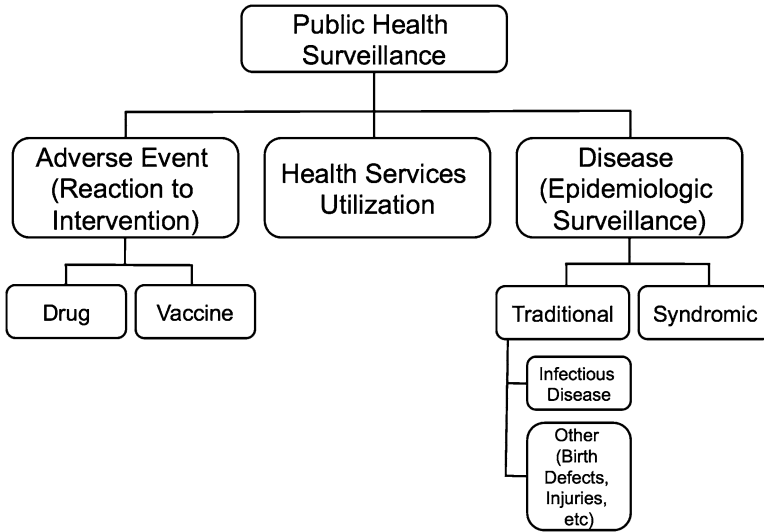 Public Health
Surveillance
Adverse Event
(Reaction to
Intervention)
Health Services
Utilization
Disease
(Epidemiologic
Surveillance)
Drug
Vaccine
Traditional
Syndromic
Infectious
Disease
Other
(Birth
Defects,
Injuries,
etc)